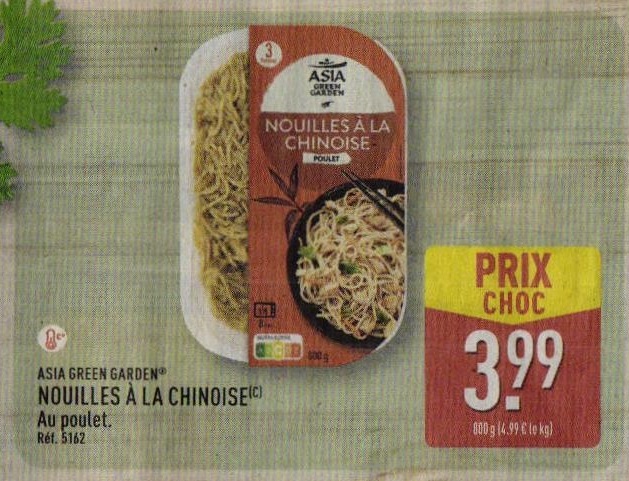 3
ASIA
GREEN
GARDEN
NOUILLES À LA
CHINOISE
POULET
800 g
PRIX
CHOC
3.99
800 g (4.99 € le kg)
ASIA GREEN GARDEN®
NOUILLES À LA CHINOISE(C)
Au poulet.
Réf. 5162